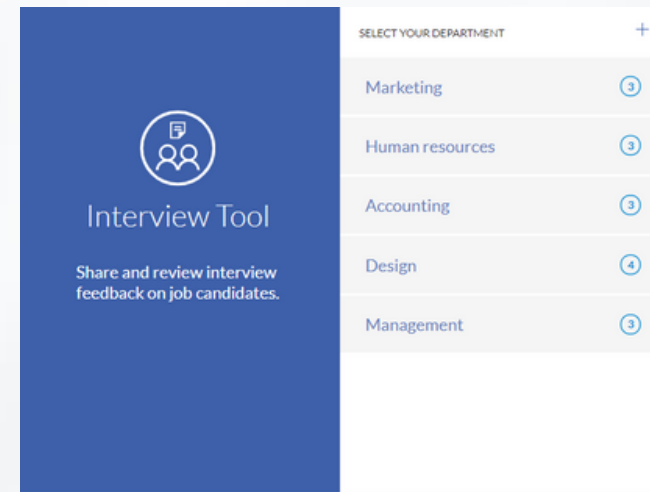 Interview Tool
Share and review interview
feedback on job candidates.
SELECT YOUR DEPARTMENT +
Marketing 3
Human resources 3
Accounting 3
Design 4
Management 3